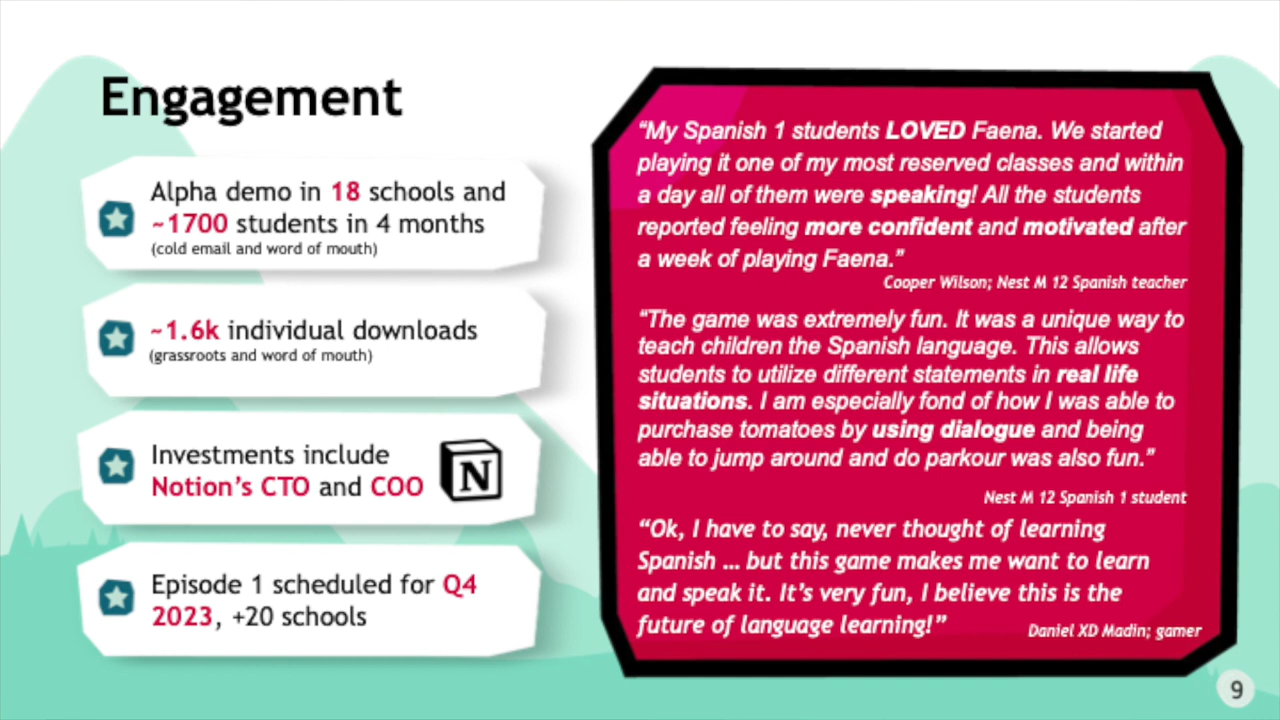 Engagement
Alpha demo in 18 schools and
~1700 students in 4 months
(cold email and word of mouth)
~1.6k individual downloads
(grassroots and word of mouth)
Investments include
Notion's CTO and COO
N
Episode 1 scheduled for Q4
2023, +20 schools
“My Spanish 1 students LOVED Faena. We started
playing it one of my most reserved classes and within
a day all of them were speaking! All the students
reported feeling more confident and motivated after
a week of playing Faena.”
Cooper Wilson; Nest M 12 Spanish teacher
“The game was extremely fun. It was a unique way to
teach children the Spanish language. This allows
students to utilize different statements in real life
situations. I am especially fond of how I was able to
purchase tomatoes by using dialogue and being
able to jump around and do parkour was also fun.”
Nest M 12 Spanish 1 student
“Ok, I have to say, never thought of learning
Spanish ... but this game makes me want to learn
and speak it. It's very fun, I believe this is the
future of language learning!”
Daniel XD Madin; gamer
9